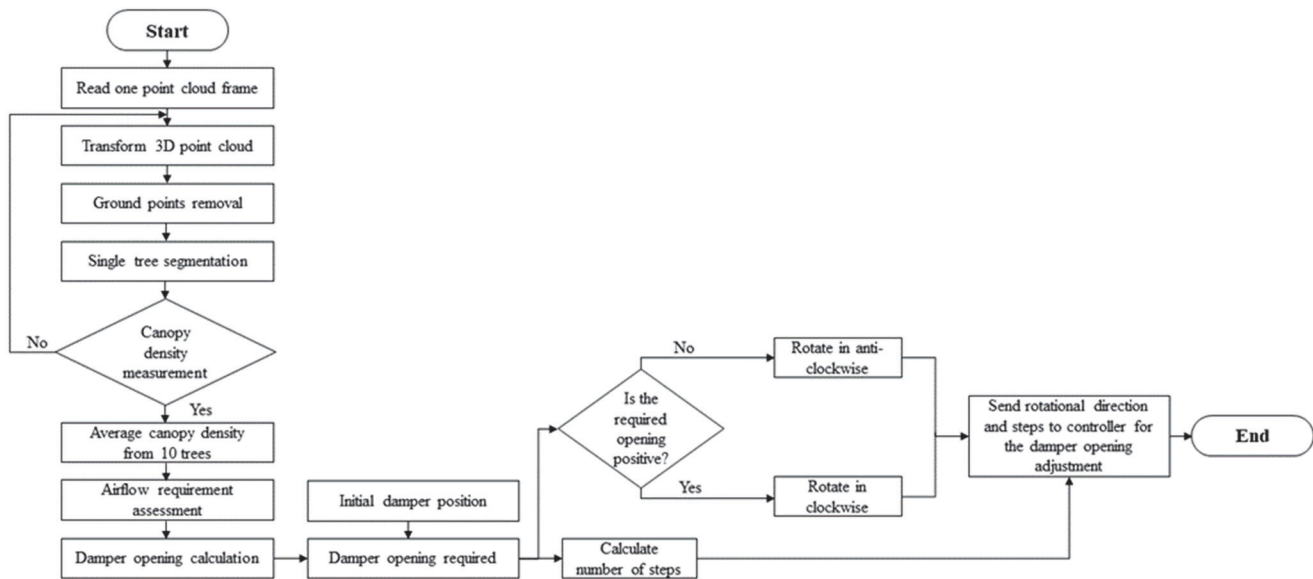 Start
Read one point cloud frame
Transform 3D point cloud
Ground points removal
Single tree segmentation
No
Canopy
density
measurement
Yes
Average canopy density
from 10 trees
Airflow requirement
assessment
Damper opening calculation
Initial damper position
Damper opening required
Is the
required
opening
positive?
No
Rotate in anti-
clockwise
Yes
Rotate in
clockwise
Calculate
number of steps
Send rotational direction
and steps to controller for
the damper opening
adjustment
End